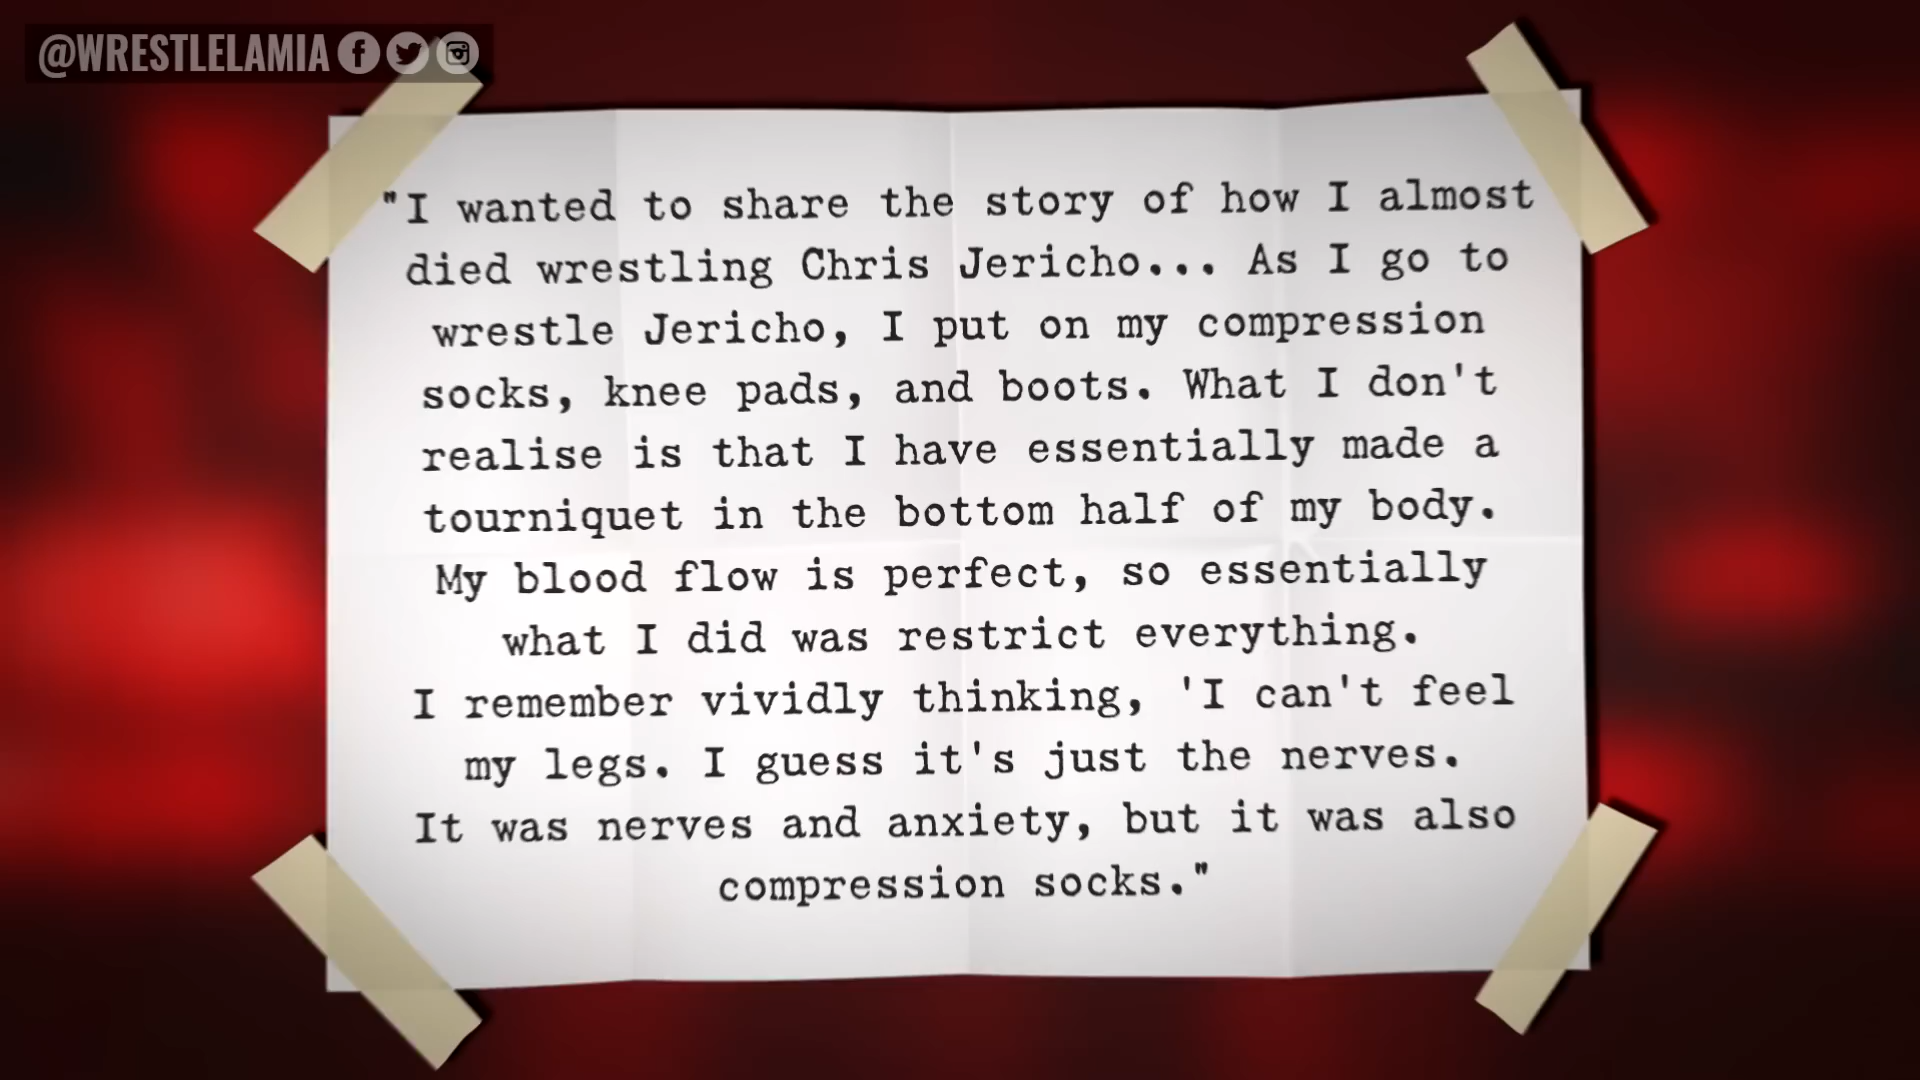 @WRESTLELAMIA
"I wanted to share the story of how I almost
died wrestling Chris Jericho... As I go to
wrestle Jericho, I put on my compression
socks, knee pads, and boots. What I don't
realise is that I have essentially made a
tourniquet in the bottom half of my body.
My blood flow is perfect, so essentially
what I did was restrict everything.
I remember vividly thinking, 'I can't feel
my legs. I guess it's just the nerves.
It was nerves and anxiety, but it was also
compression socks."